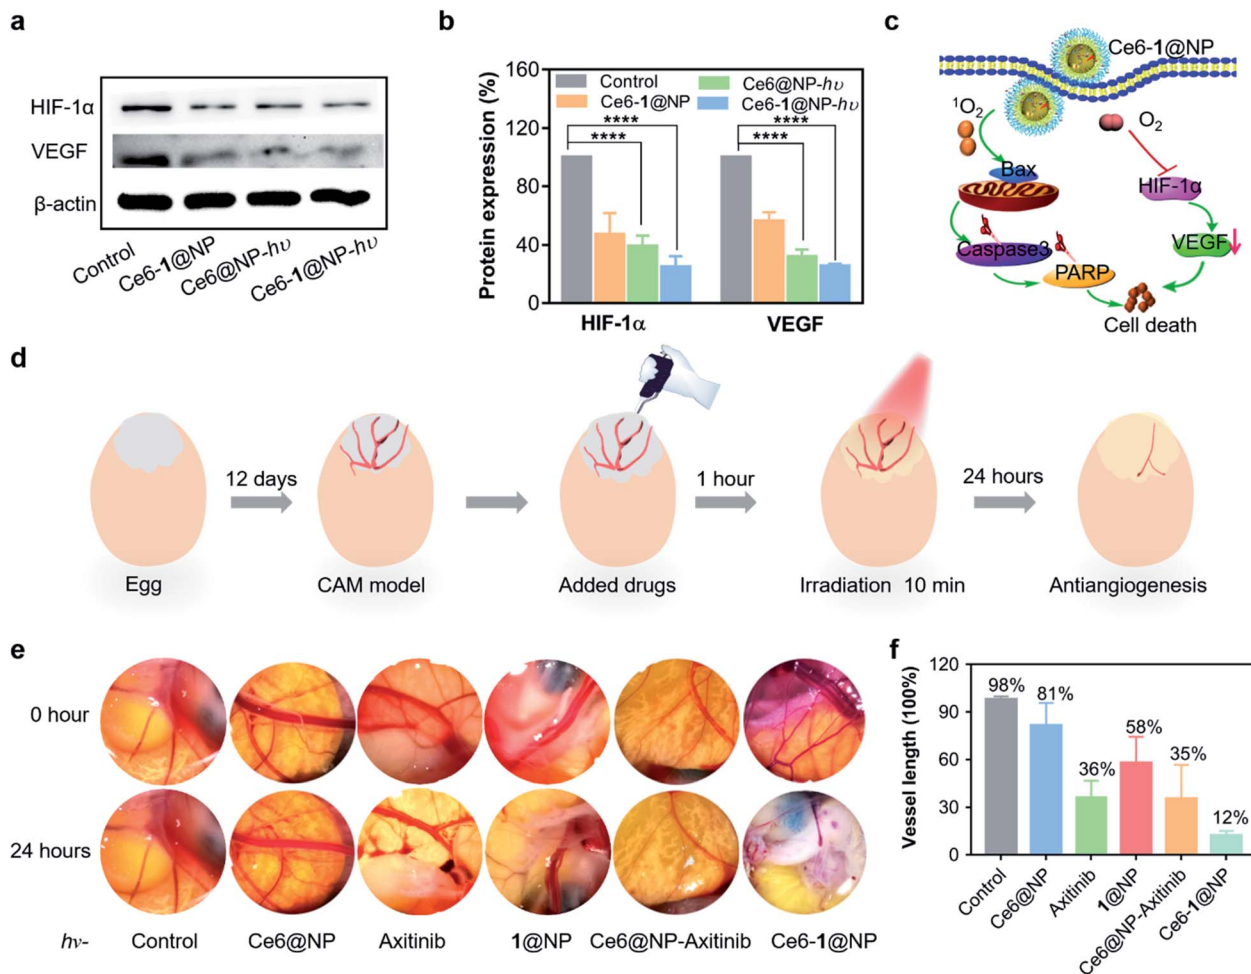 a
HIF-1α
VEGF
β-actin
Control
Ce6-1@NP
Ce6@NP-hυ
Ce6-1@NP-hυ
b
Protein expression (%)
160
120
80
40
0
Control
Ce6@NP-hυ
Ce6-1@NP
Ce6-1@NP-hυ
****
****
****
****
HIF-1α
VEGF
c
Ce6-1@NP
¹O₂
O₂
Bax
HIF-1α
Caspase3
VEGF
PARP
Cell death
d
12 days
1 hour
24 hours
Egg
CAM model
Added drugs
Irradiation 10 min
Antiangiogenesis
e
0 hour
24 hours
hv-
Control
Ce6@NP
Axitinib
1@NP
Ce6@NP-Axitinib
Ce6-1@NP
f
Vessel length (100%)
120
90
60
30
0
98%
81%
36%
58%
35%
12%
Control
Ce6@NP
Axitinib
1@NP
Ce6@NP-Axitinib
Ce6-1@NP